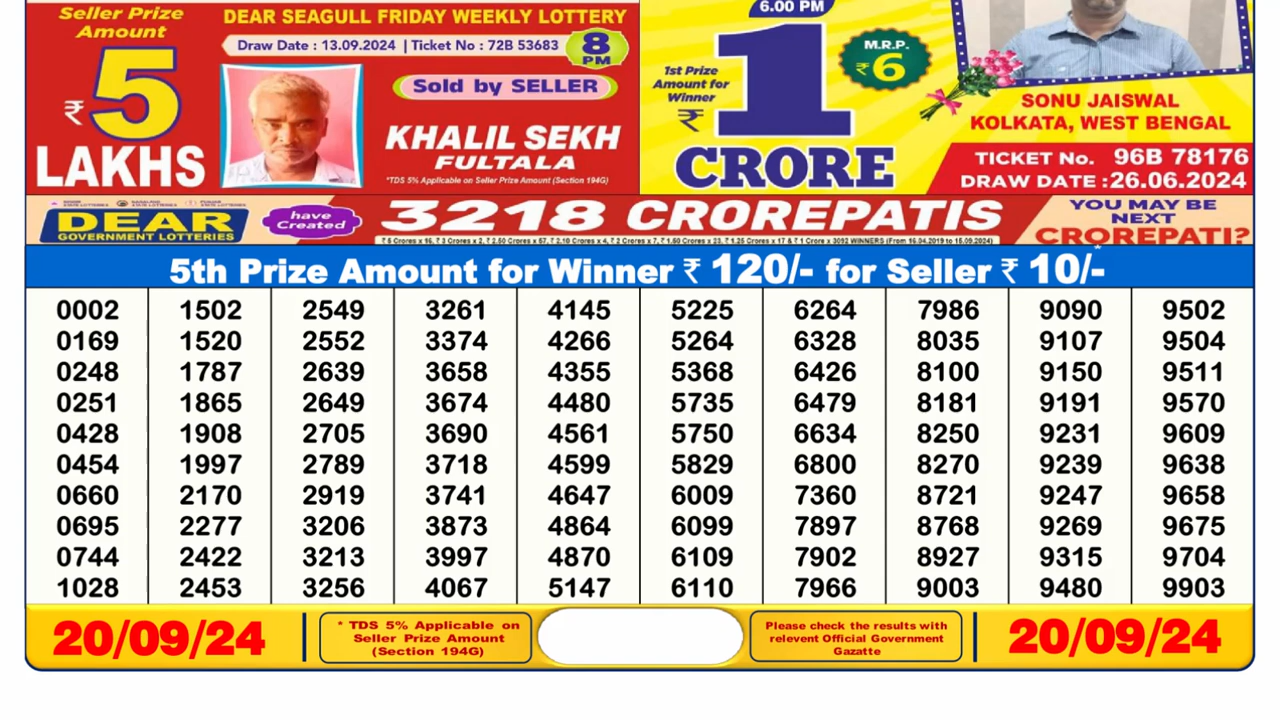 Seller Prize
Amount
₹ 5
LAKHS
DEAR SEAGULL FRIDAY WEEKLY LOTTERY
Draw Date : 13.09.2024 | Ticket No : 72B 53683
8
PM
Sold by SELLER
KHALIL SEKH
FULTALA
*TDS 5% Applicable on Seller Prize Amount (Section 194G)
6.00 PM
1st Prize
Amount for
Winner
₹ 1
CRORE
M.R.P.
₹6
SONU JAISWAL
KOLKATA, WEST BENGAL
TICKET No. 96B 78176
DRAW DATE :26.06.2024
DEAR
GOVERNMENT LOTTERIES
have
Created
3218 CROREPATIS
YOU MAY BE
NEXT
CROREPATI?
5th Prize Amount for Winner ₹ 120/- for Seller ₹ 10/-*
0002 1502 2549 3261 4145 5225 6264 7986 9090 9502
0169 1520 2552 3374 4266 5264 6328 8035 9107 9504
0248 1787 2639 3658 4355 5368 6426 8100 9150 9511
0251 1865 2649 3674 4480 5735 6479 8181 9191 9570
0428 1908 2705 3690 4561 5750 6634 8250 9231 9609
0454 1997 2789 3718 4599 5829 6800 8270 9239 9638
0660 2170 2919 3741 4647 6009 7360 8721 9247 9658
0695 2277 3206 3873 4864 6099 7897 8768 9269 9675
0744 2422 3213 3997 4870 6109 7902 8927 9315 9704
1028 2453 3256 4067 5147 6110 7966 9003 9480 9903
20/09/24
* TDS 5% Applicable on
Seller Prize Amount
(Section 194G)
Please check the results with
relevent Official Government
Gazatte
20/09/24